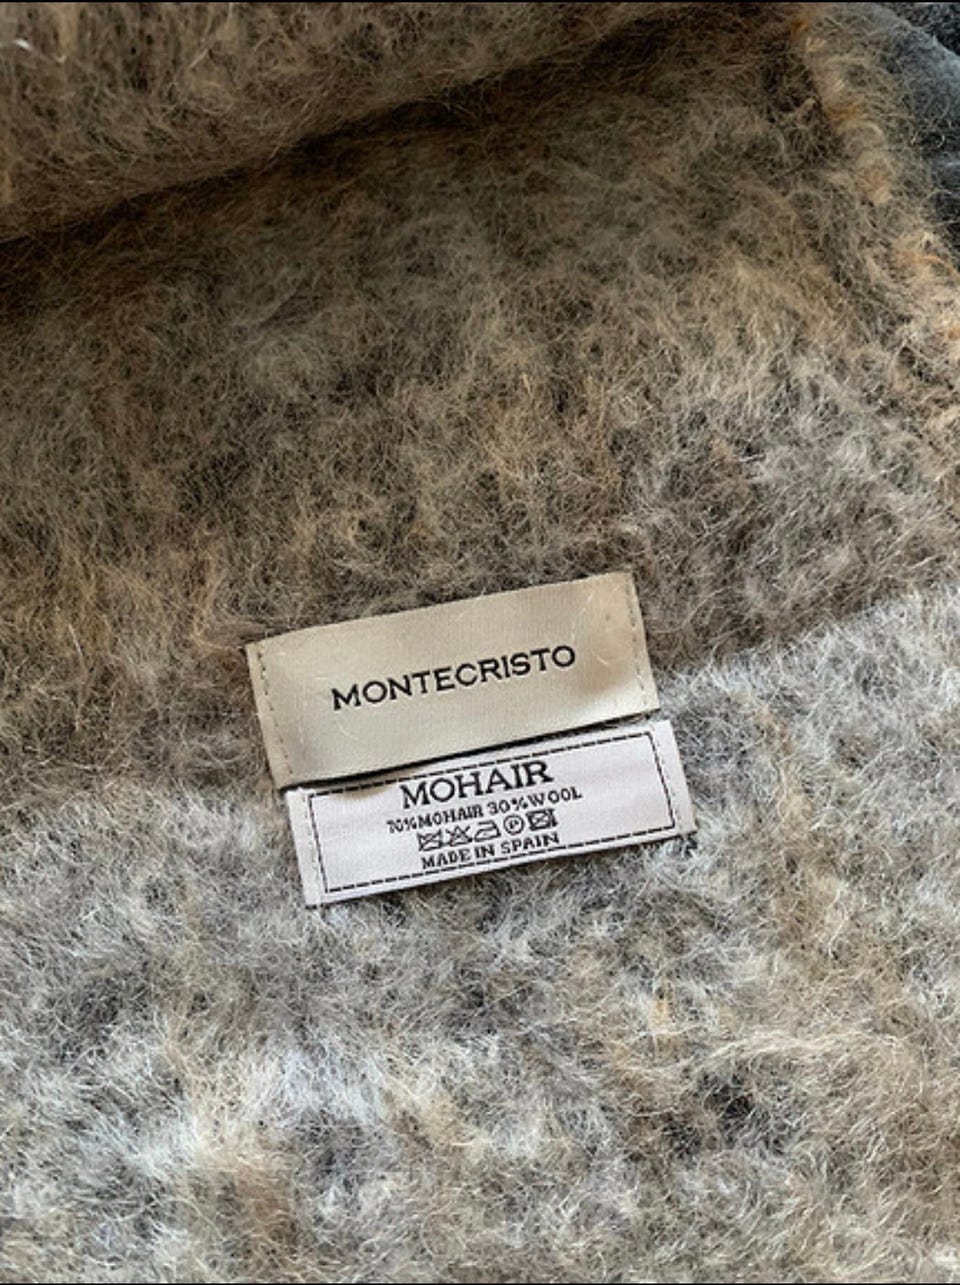 MONTECRISTO
MOHAIR
70%MOHAIR 30%WOOL
P
MADE IN SPAIN